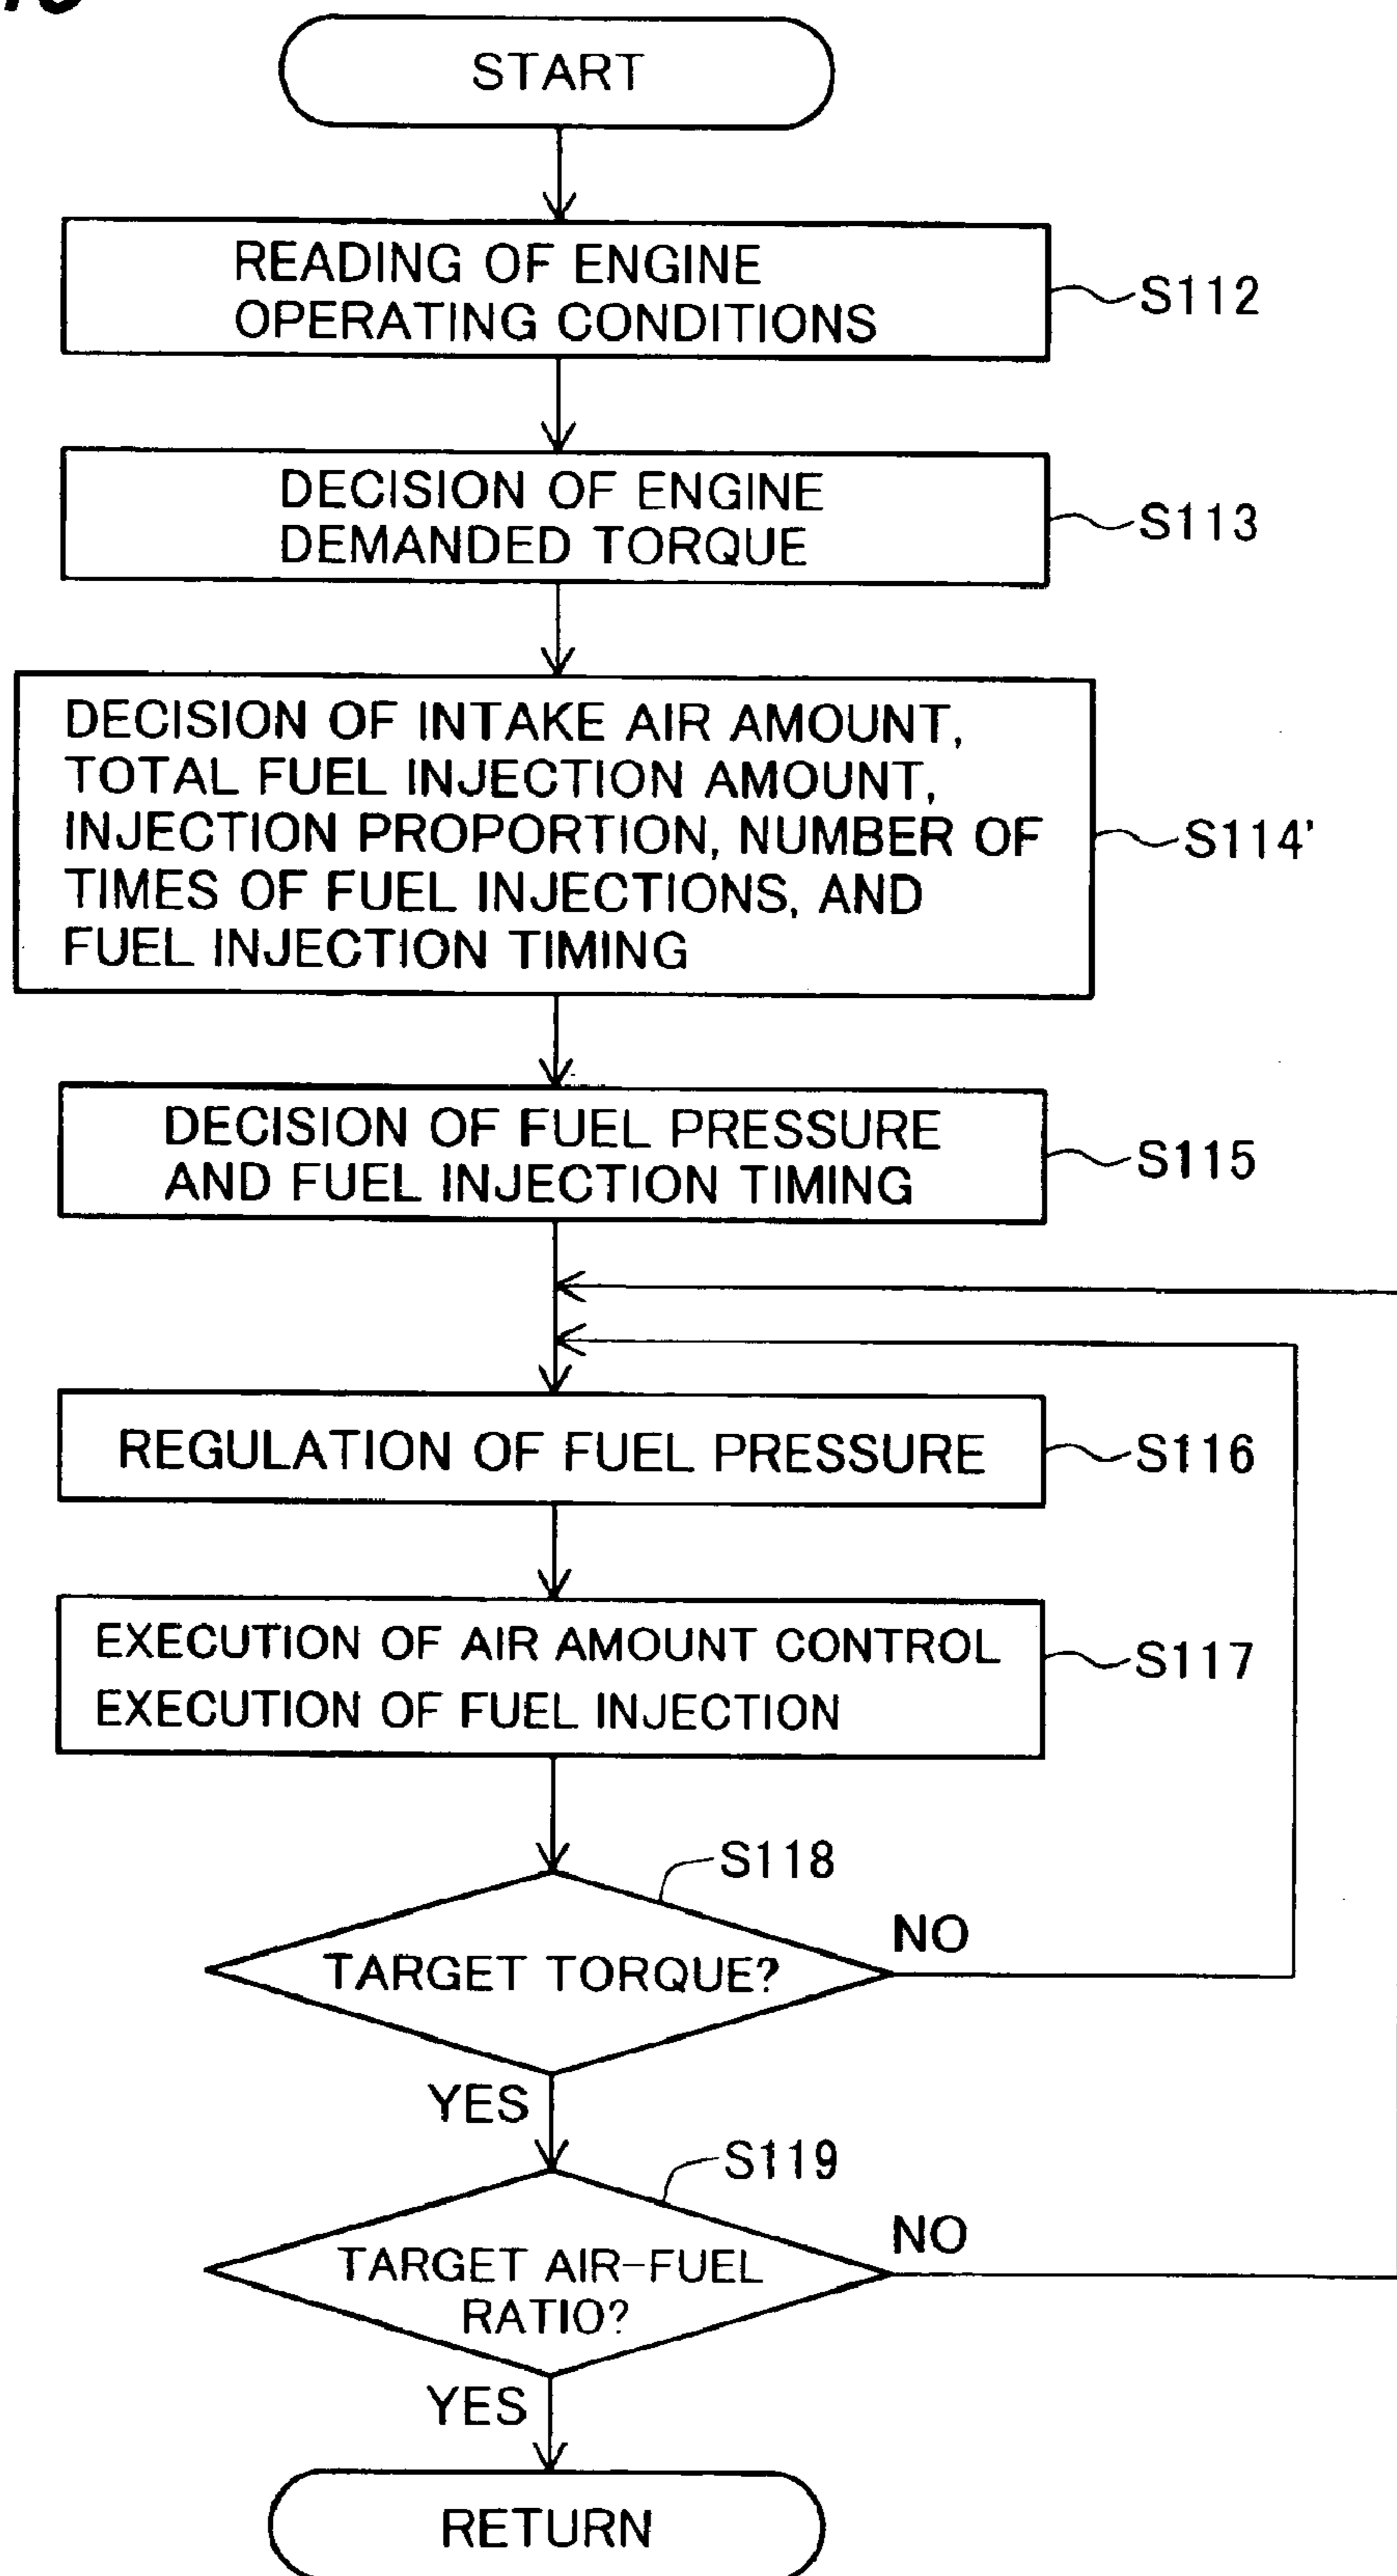 START
READING OF ENGINE
OPERATING CONDITIONS
S112
DECISION OF ENGINE
DEMANDED TORQUE
S113
DECISION OF INTAKE AIR AMOUNT,
TOTAL FUEL INJECTION AMOUNT,
INJECTION PROPORTION, NUMBER OF
TIMES OF FUEL INJECTIONS, AND
FUEL INJECTION TIMING
S114'
DECISION OF FUEL PRESSURE
AND FUEL INJECTION TIMING
S115
REGULATION OF FUEL PRESSURE
S116
EXECUTION OF AIR AMOUNT CONTROL
EXECUTION OF FUEL INJECTION
S117
S118
TARGET TORQUE?
NO
YES
S119
TARGET AIR-FUEL
RATIO?
NO
YES
RETURN